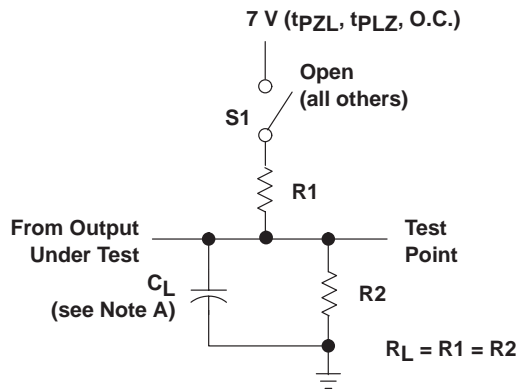 7 V (tPZL, tPLZ, O.C.)
Open
(all others)
S1
R1
From Output
Under Test
Test
Point
CL
(see Note A)
R2
RL = R1 = R2